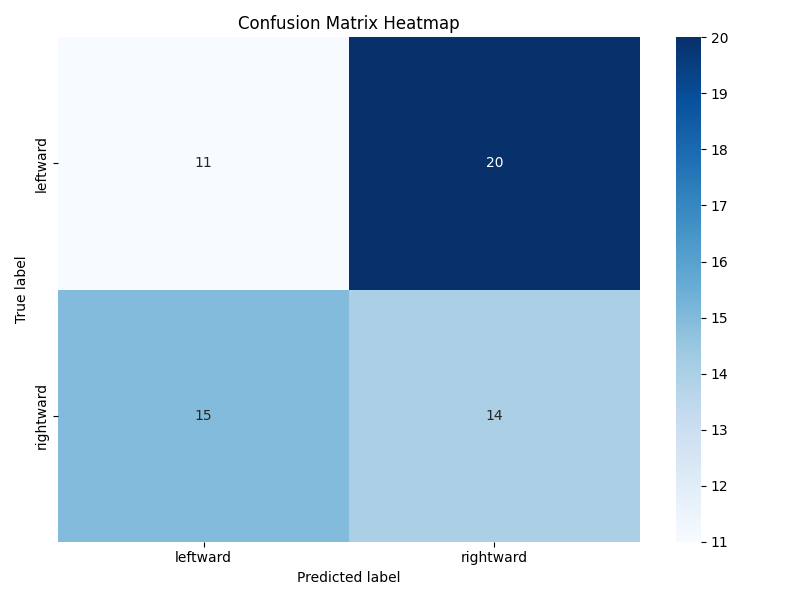 Confusion Matrix Heatmap
True label
leftward
rightward
11
20
15
14
leftward
rightward
Predicted label
20
19
18
17
16
15
14
13
12
11